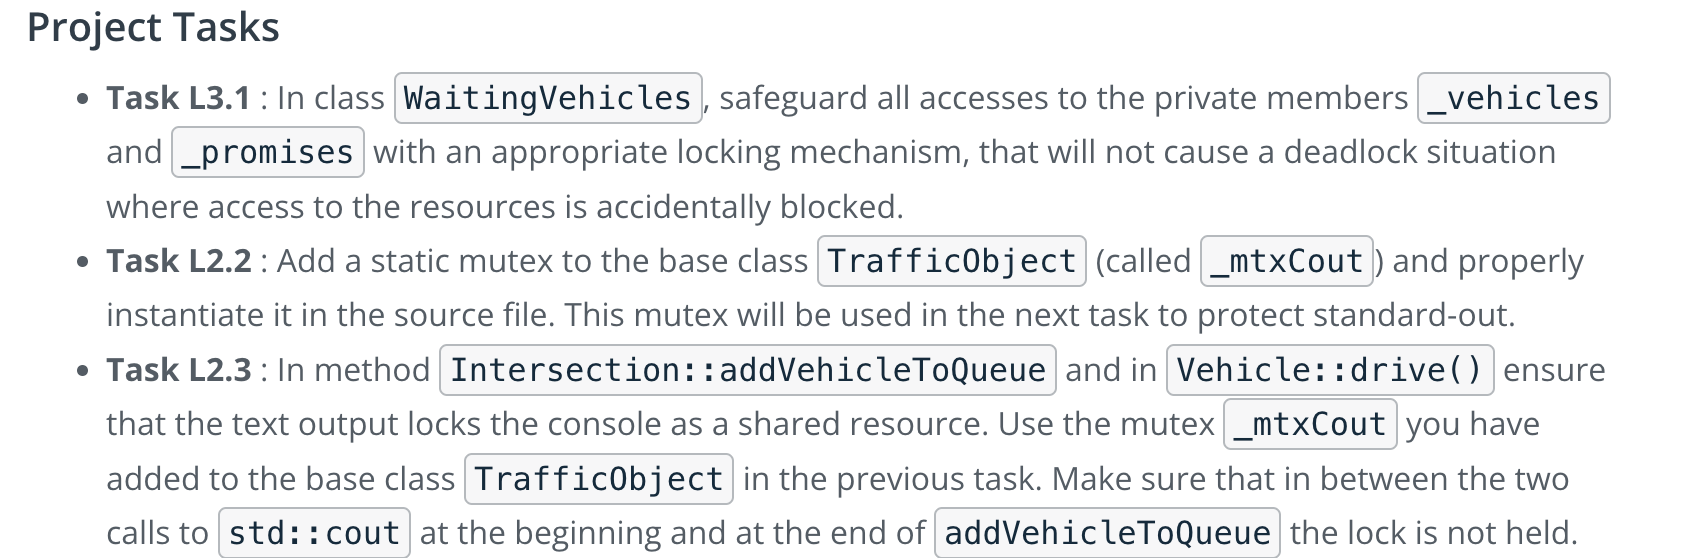 Project Tasks
• Task L3.1 : In class WaitingVehicles, safeguard all accesses to the private members _vehicles
and _promises with an appropriate locking mechanism, that will not cause a deadlock situation
where access to the resources is accidentally blocked.
• Task L2.2 : Add a static mutex to the base class TrafficObject (called _mtxCout) and properly
instantiate it in the source file. This mutex will be used in the next task to protect standard-out.
• Task L2.3 : In method Intersection::addVehicleToQueue and in Vehicle::drive() ensure
that the text output locks the console as a shared resource. Use the mutex _mtxCout you have
added to the base class TrafficObject in the previous task. Make sure that in between the two
calls to std::cout at the beginning and at the end of addVehicleToQueue the lock is not held.